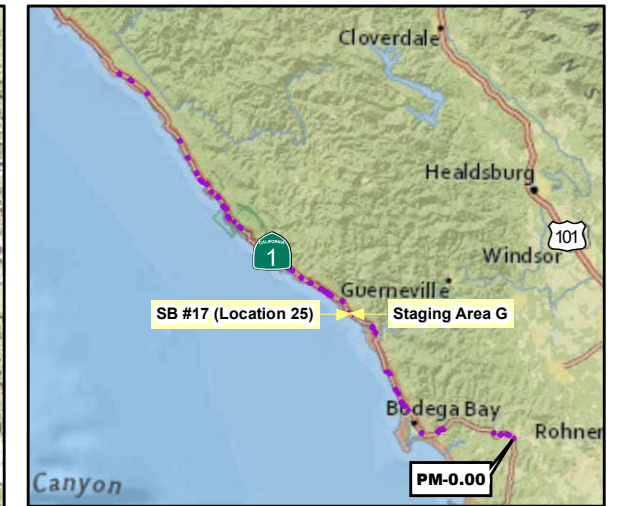 Cloverdale
Healdsburg
101
Windsor
CALIFORNIA
1
Guerneville
SB #17 (Location 25)
Staging Area G
Bodega Bay
Rohner
PM-0.00
Canyon